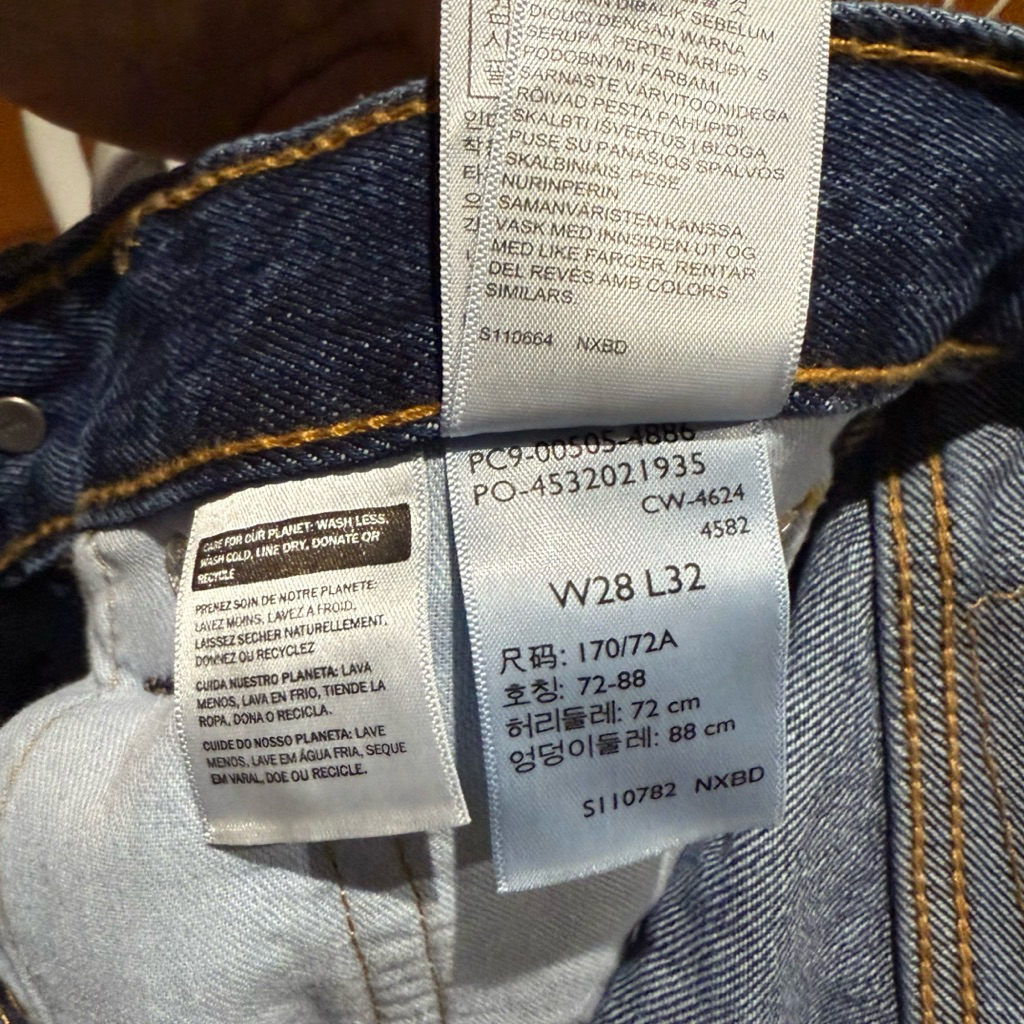 DIBALIK SEBELUM
DICUCI DENGAN WARNA
SERUPA, PERTE NARUBY S
PODOBNYMI FARBAMI
SARNASTE VÄRVITOONIDEGA
RÕIVAD PESTA PAHUPIDI,
SKALBTI IŠVERTUS Į BLOGĄ
PUSE SU PANAŠIOS SPALVOS
SKALBINIAIS, PESE
NURINPERIN
SAMANVÄRISTEN KANSSA
VASK MED INNSIDEN UT OG
MED LIKE FARGER, RENTAR
DEL REVÉS AMB COLORS
SIMILARS
S110664 NXBD
PC9-00505-4886
PO-4532021935
CW-4624
4582
W28 L32
尺码: 170/72A
호칭: 72-88
허리둘레: 72 cm
엉덩이둘레: 88 cm
S110782 NXBD
CARE FOR OUR PLANET: WASH LESS,
WASH COLD, LINE DRY, DONATE OR
RECYCLE
PRENEZ SOIN DE NOTRE PLANETE:
LAVEZ MOINS, LAVEZ A FROID,
LAISSEZ SECHER NATURELLEMENT,
DONNEZ OU RECYCLEZ
CUIDA NUESTRO PLANETA: LAVA
MENOS, LAVA EN FRIO, TIENDE LA
ROPA, DONA O RECICLA.
CUIDE DO NOSSO PLANETA: LAVE
MENOS, LAVE EM ÁGUA FRIA, SEQUE
EM VARAL, DOE OU RECICLE.